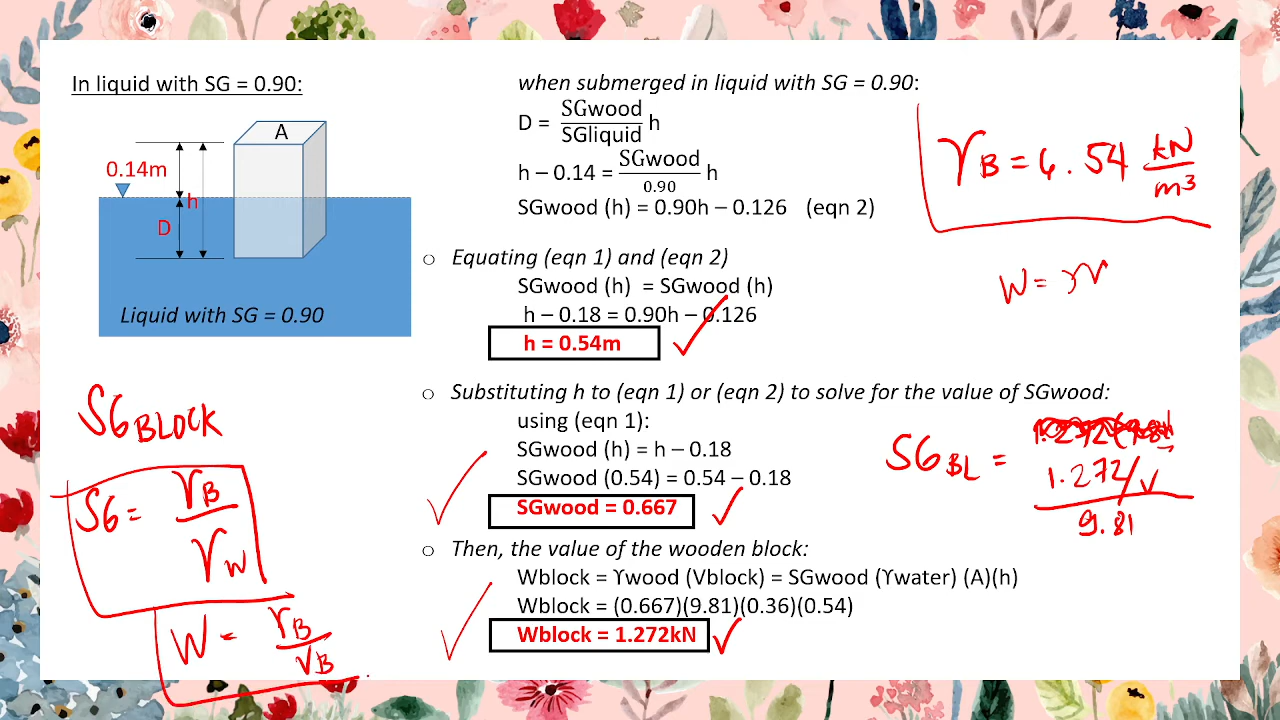 In liquid with SG = 0.90:
A
0.14m
h
D
Liquid with SG = 0.90
when submerged in liquid with SG = 0.90:
D = SGwood/SGliquid h
h – 0.14 = SGwood/0.90 h
SGwood (h) = 0.90h – 0.126 (eqn 2)
○ Equating (eqn 1) and (eqn 2)
SGwood (h) = SGwood (h)
h – 0.18 = 0.90h – 0.126
h = 0.54m
○ Substituting h to (eqn 1) or (eqn 2) to solve for the value of SGwood:
using (eqn 1):
SGwood (h) = h – 0.18
SGwood (0.54) = 0.54 – 0.18
SGwood = 0.667
○ Then, the value of the wooden block:
Wblock = ϒwood (Vblock) = SGwood (ϒwater) (A)(h)
Wblock = (0.667)(9.81)(0.36)(0.54)
Wblock = 1.272kN
γB = 6.54 kN/m³
W = γV
SG BLOCK
SG = γB/γW
W = γB/VB
SG BL = 1.272/V
9.81